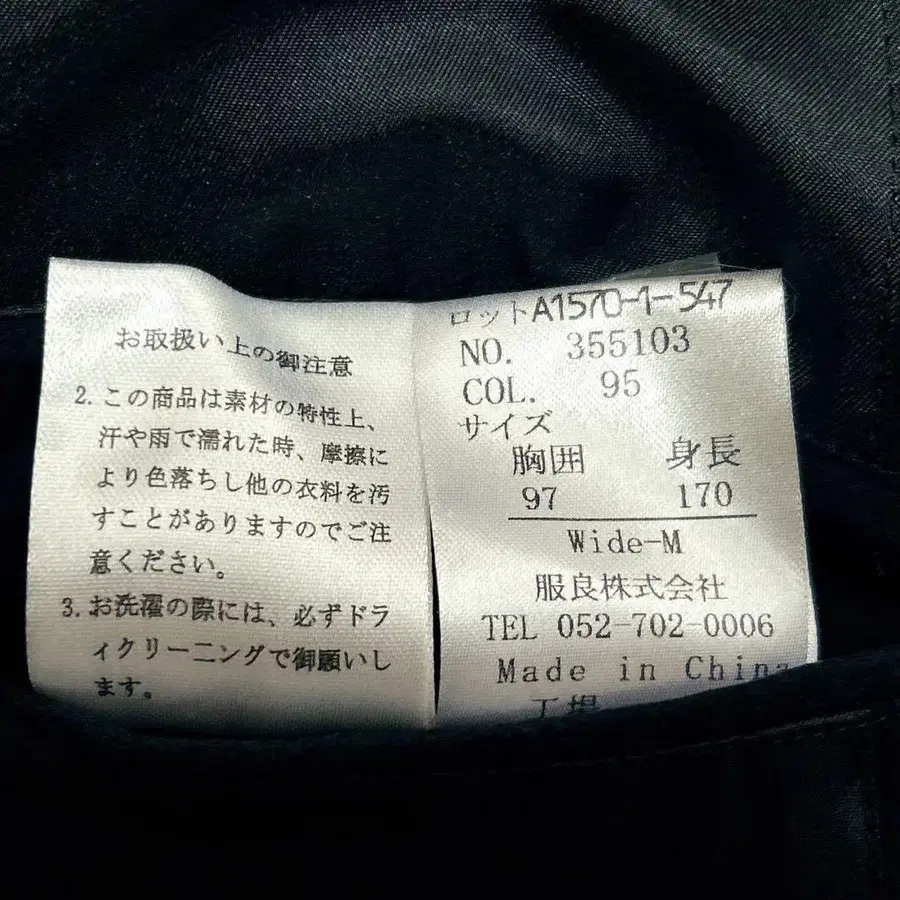 お取扱い上の御注意
2. この商品は素材の特性上、
汗や雨で濡れた時、摩擦に
より色落ちし他の衣料を汚
すことがありますのでご注
意ください。
3. お洗濯の際には、必ずドラ
ィクリーニングで御願いし
ます。
ロットA1570-1-547
NO. 355103
COL. 95
サイズ
胸囲 身長
97 170
Wide-M
服良株式会社
TEL 052-702-0006
Made in China
工場